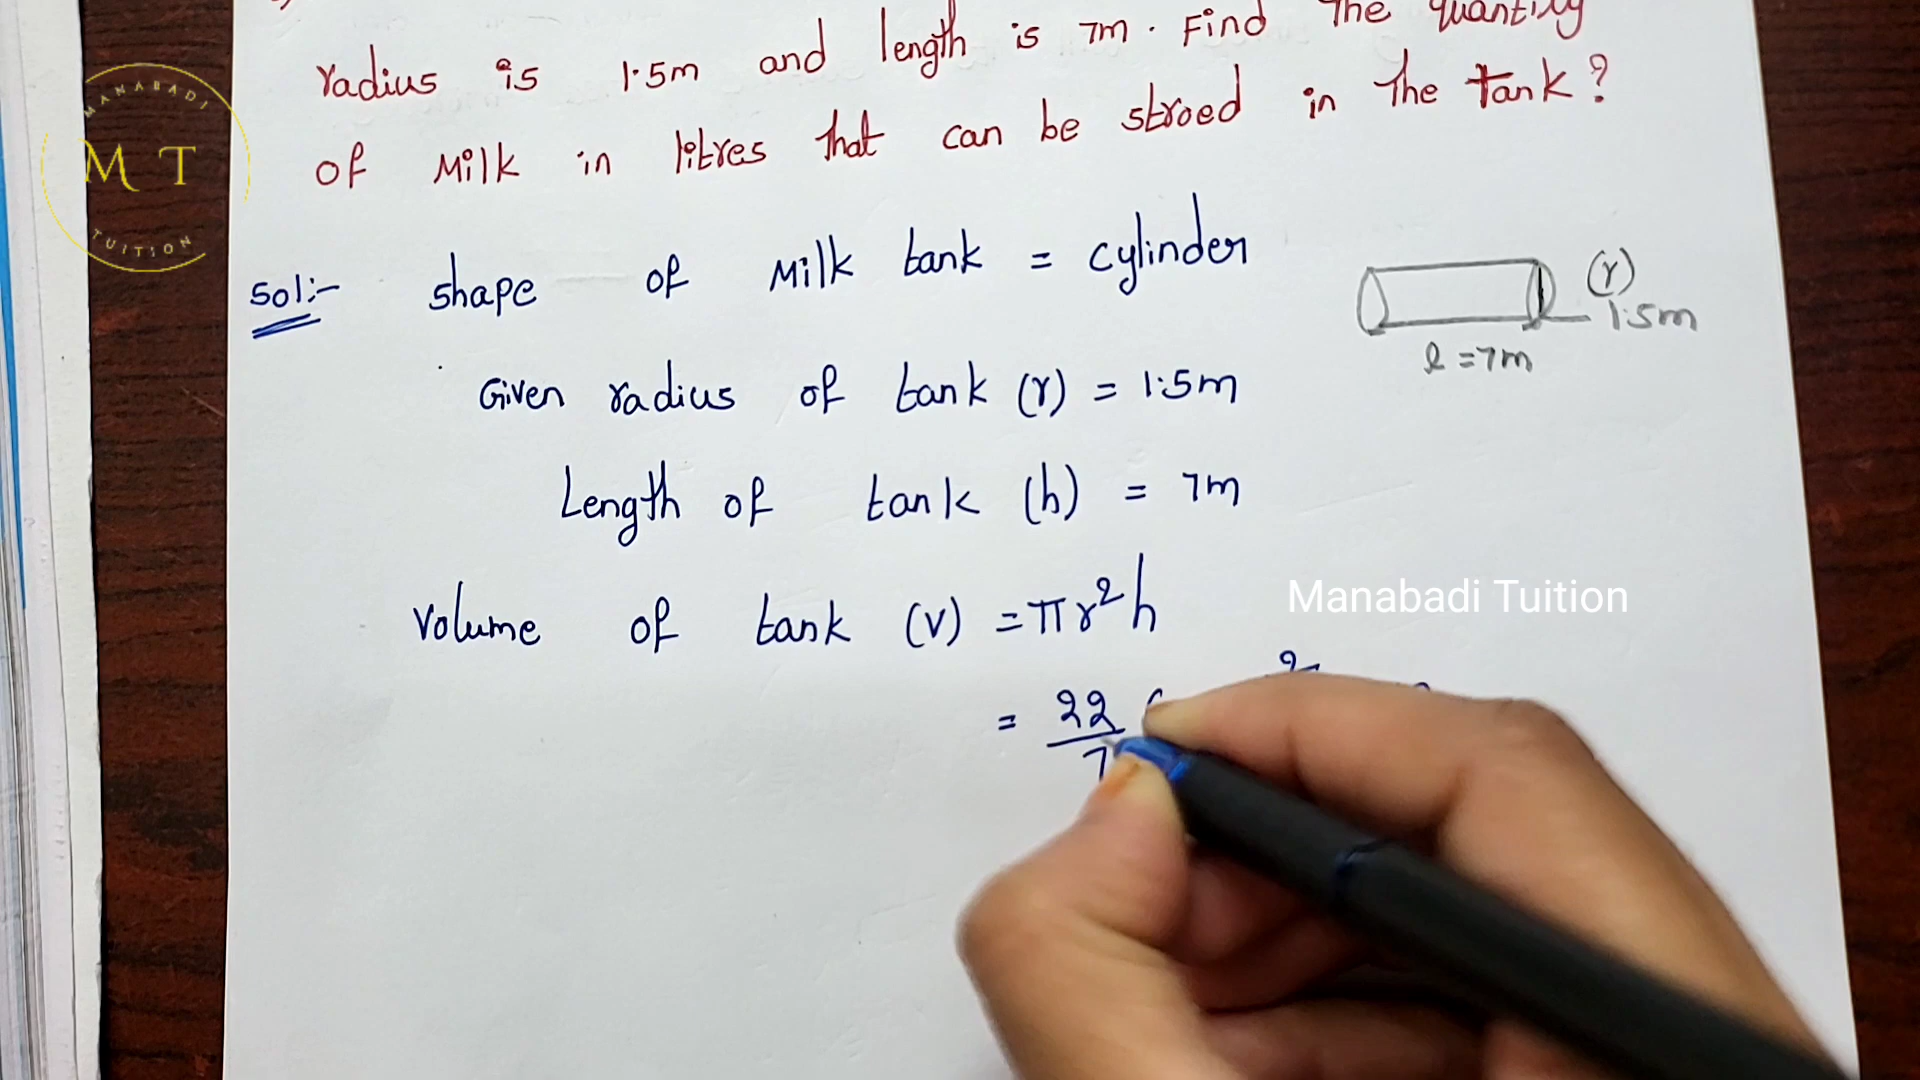 radius is 1.5m and length is 7m. Find The quantity
of Milk in litres that can be stroed in the Tank?
MANABADI
MT
TUITION
Sol:- shape of Milk tank = cylinder
(r)
1.5m
l = 7m
Given radius of tank (r) = 1.5m
Length of tank (h) = 7m
Manabadi Tuition
Volume of tank (v) = πr²h
= 22/7